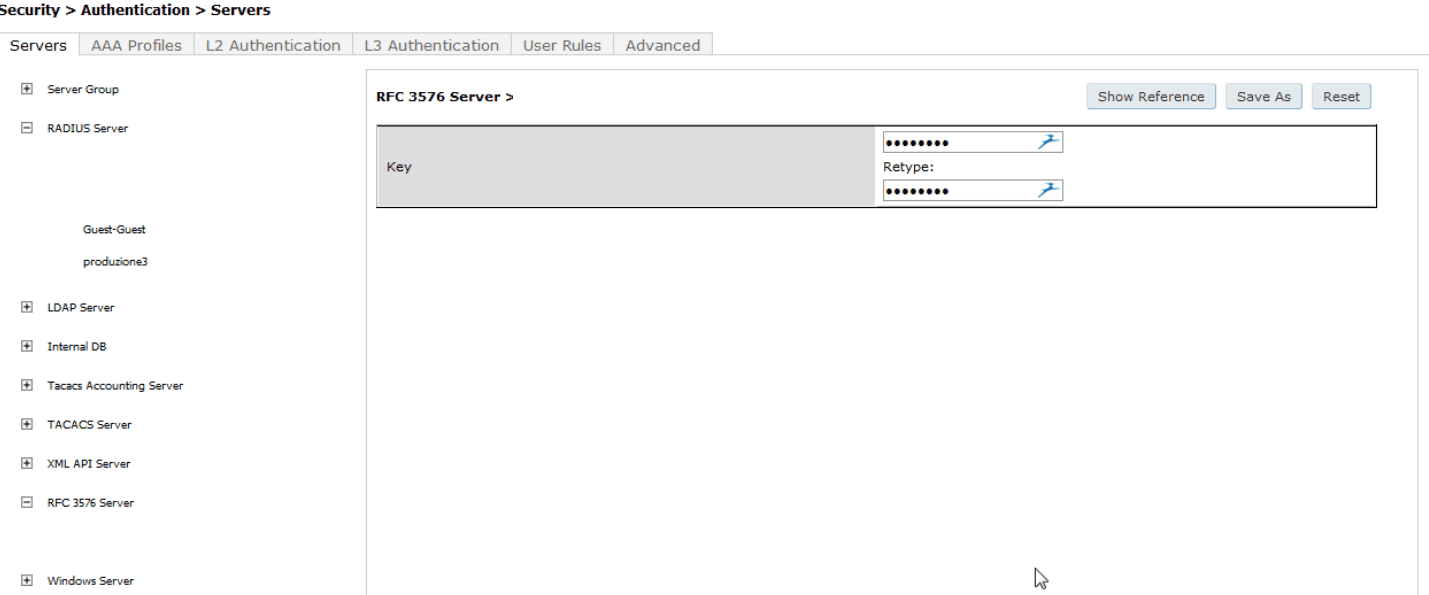 Security > Authentication > Servers
Servers AAA Profiles L2 Authentication L3 Authentication User Rules Advanced
Server Group
RADIUS Server
Guest-Guest
produzione3
LDAP Server
Internal DB
Tacacs Accounting Server
TACACS Server
XML API Server
RFC 3576 Server
Windows Server
RFC 3576 Server >
Show Reference Save As Reset
Key
••••••••
Retype:
••••••••